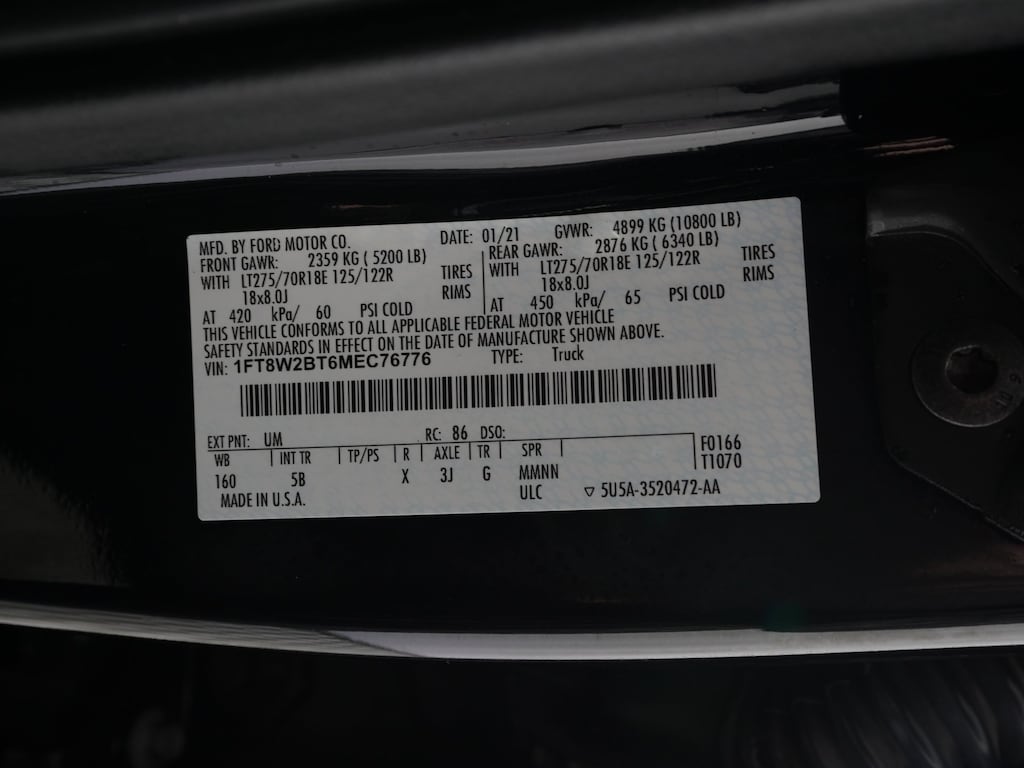 MFD. BY FORD MOTOR CO. DATE: 01/21 GVWR: 4899 KG (10800 LB)
FRONT GAWR: 2359 KG ( 5200 LB) REAR GAWR: 2876 KG ( 6340 LB)
WITH LT275/70R18E 125/122R TIRES WITH LT275/70R18E 125/122R TIRES
18x8.0J RIMS 18x8.0J RIMS
AT 420 kPa/ 60 PSI COLD AT 450 kPa/ 65 PSI COLD
THIS VEHICLE CONFORMS TO ALL APPLICABLE FEDERAL MOTOR VEHICLE
SAFETY STANDARDS IN EFFECT ON THE DATE OF MANUFACTURE SHOWN ABOVE.
VIN: 1FT8W2BT6MEC76776 TYPE: Truck
EXT PNT: UM RC: 86 DSO:
WB INT TR TP/PS R AXLE TR SPR F0166
160 5B X 3J G MMNN T1070
MADE IN U.S.A. ULC ▽ 5U5A-3520472-AA